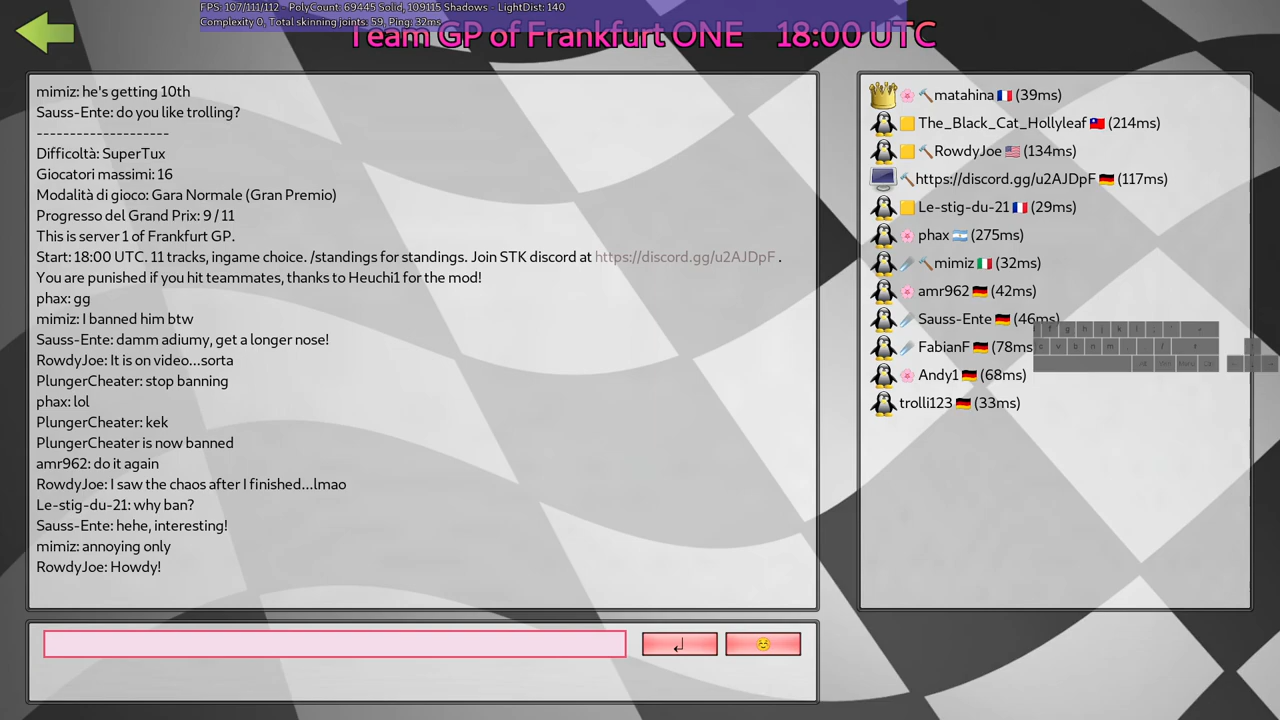 FPS: 107/111/112 - PolyCount: 69445 Solid, 109115 Shadows - LightDist: 140
Complexity 0, Total skinning joints: 59, Ping: 32ms
Team GP of Frankfurt ONE 18:00 UTC
mimiz: he's getting 10th
Sauss-Ente: do you like trolling?
--------------------
Difficoltà: SuperTux
Giocatori massimi: 16
Modalità di gioco: Gara normale (Gran Premio)
Progresso del Grand Prix: 9 / 11
This is server 1 of Frankfurt GP.
Start: 18:00 UTC. 11 tracks, ingame choice. /standings for standings. Join STK discord at https://discord.gg/u2AJDpF .
You are punished if you hit teammates, thanks to Heuchi1 for the mod!
phax: gg
mimiz: I banned him btw
Sauss-Ente: damm adiumy, get a longer nose!
RowdyJoe: It is on video...sorta
PlungerCheater: stop banning
phax: lol
PlungerCheater: kek
PlungerCheater is now banned
amr962: do it again
RowdyJoe: I saw the chaos after I finished...lmao
Le-stig-du-21: why ban?
Sauss-Ente: hehe, interesting!
mimiz: annoying only
RowdyJoe: Howdy!
matahina (39ms)
The_Black_Cat_Hollyleaf (214ms)
RowdyJoe (134ms)
https://discord.gg/u2AJDpF (117ms)
Le-stig-du-21 (29ms)
phax (275ms)
mimiz (32ms)
amr962 (42ms)
Sauss-Ente (46ms)
FabianF (78ms
Andy1 (68ms)
trolli123 (33ms)